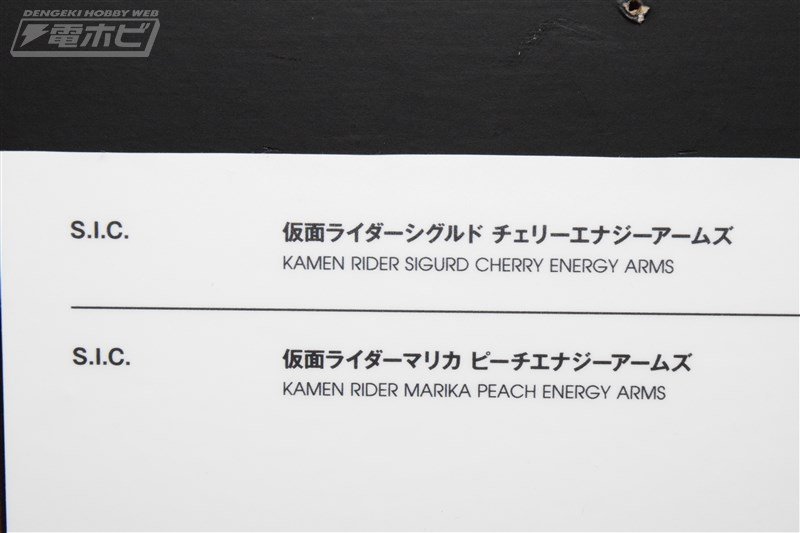 DENGEKI HOBBY WEB
電ホビ
S.I.C. 仮面ライダーシグルド チェリーエナジーアームズ
KAMEN RIDER SIGURD CHERRY ENERGY ARMS
S.I.C. 仮面ライダーマリカ ピーチエナジーアームズ
KAMEN RIDER MARIKA PEACH ENERGY ARMS